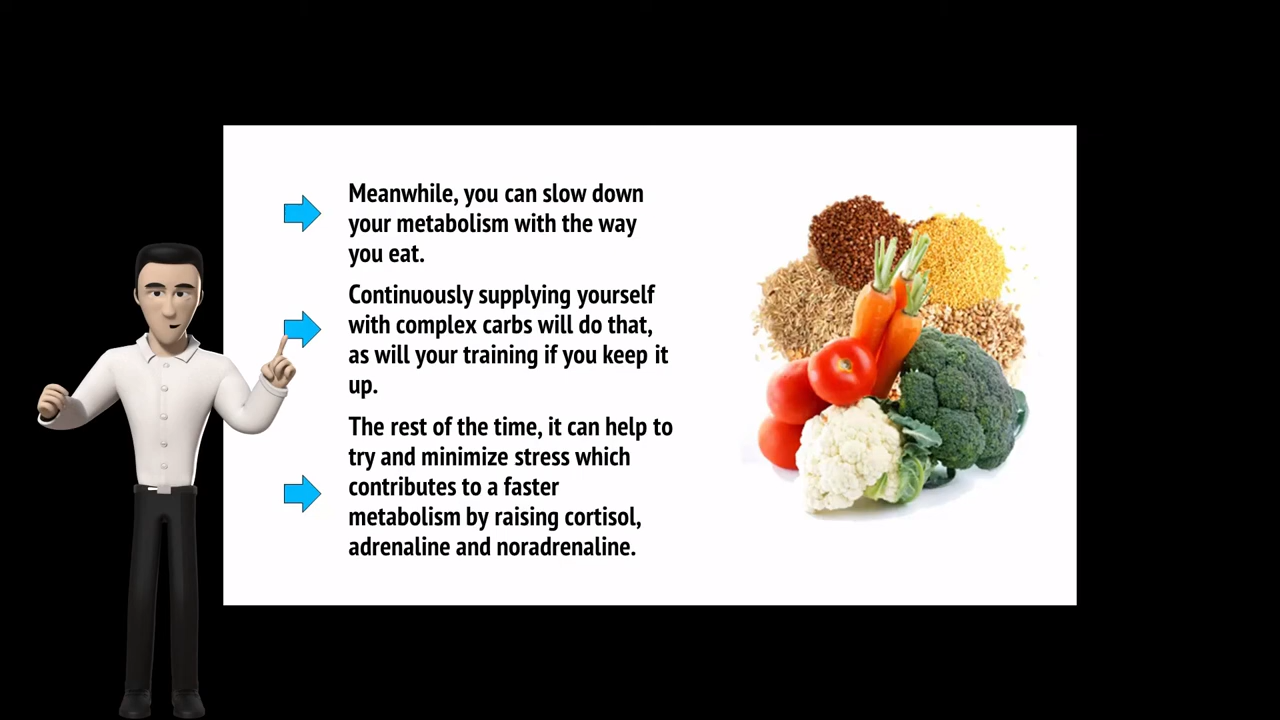 Meanwhile, you can slow down
your metabolism with the way
you eat.
Continuously supplying yourself
with complex carbs will do that,
as will your training if you keep it
up.
The rest of the time, it can help to
try and minimize stress which
contributes to a faster
metabolism by raising cortisol,
adrenaline and noradrenaline.